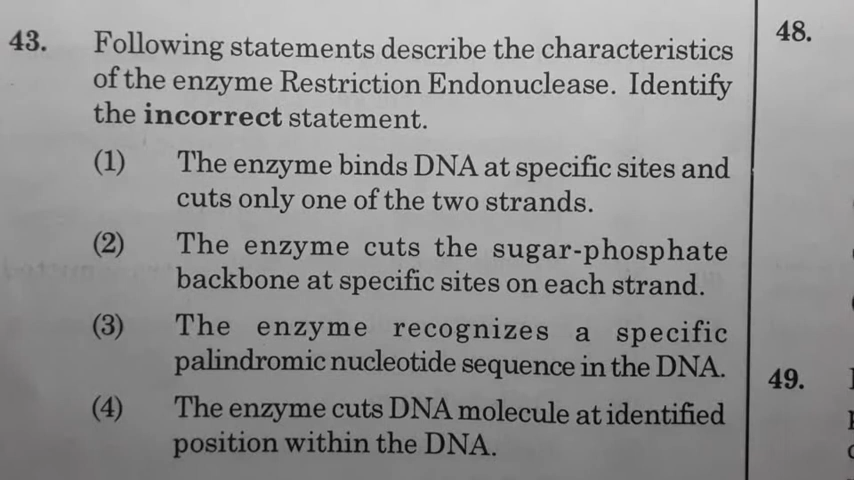 43. Following statements describe the characteristics
of the enzyme Restriction Endonuclease. Identify
the incorrect statement.
(1) The enzyme binds DNA at specific sites and
cuts only one of the two strands.
(2) The enzyme cuts the sugar-phosphate
backbone at specific sites on each strand.
(3) The enzyme recognizes a specific
palindromic nucleotide sequence in the DNA.
(4) The enzyme cuts DNA molecule at identified
position within the DNA.
48.
49.